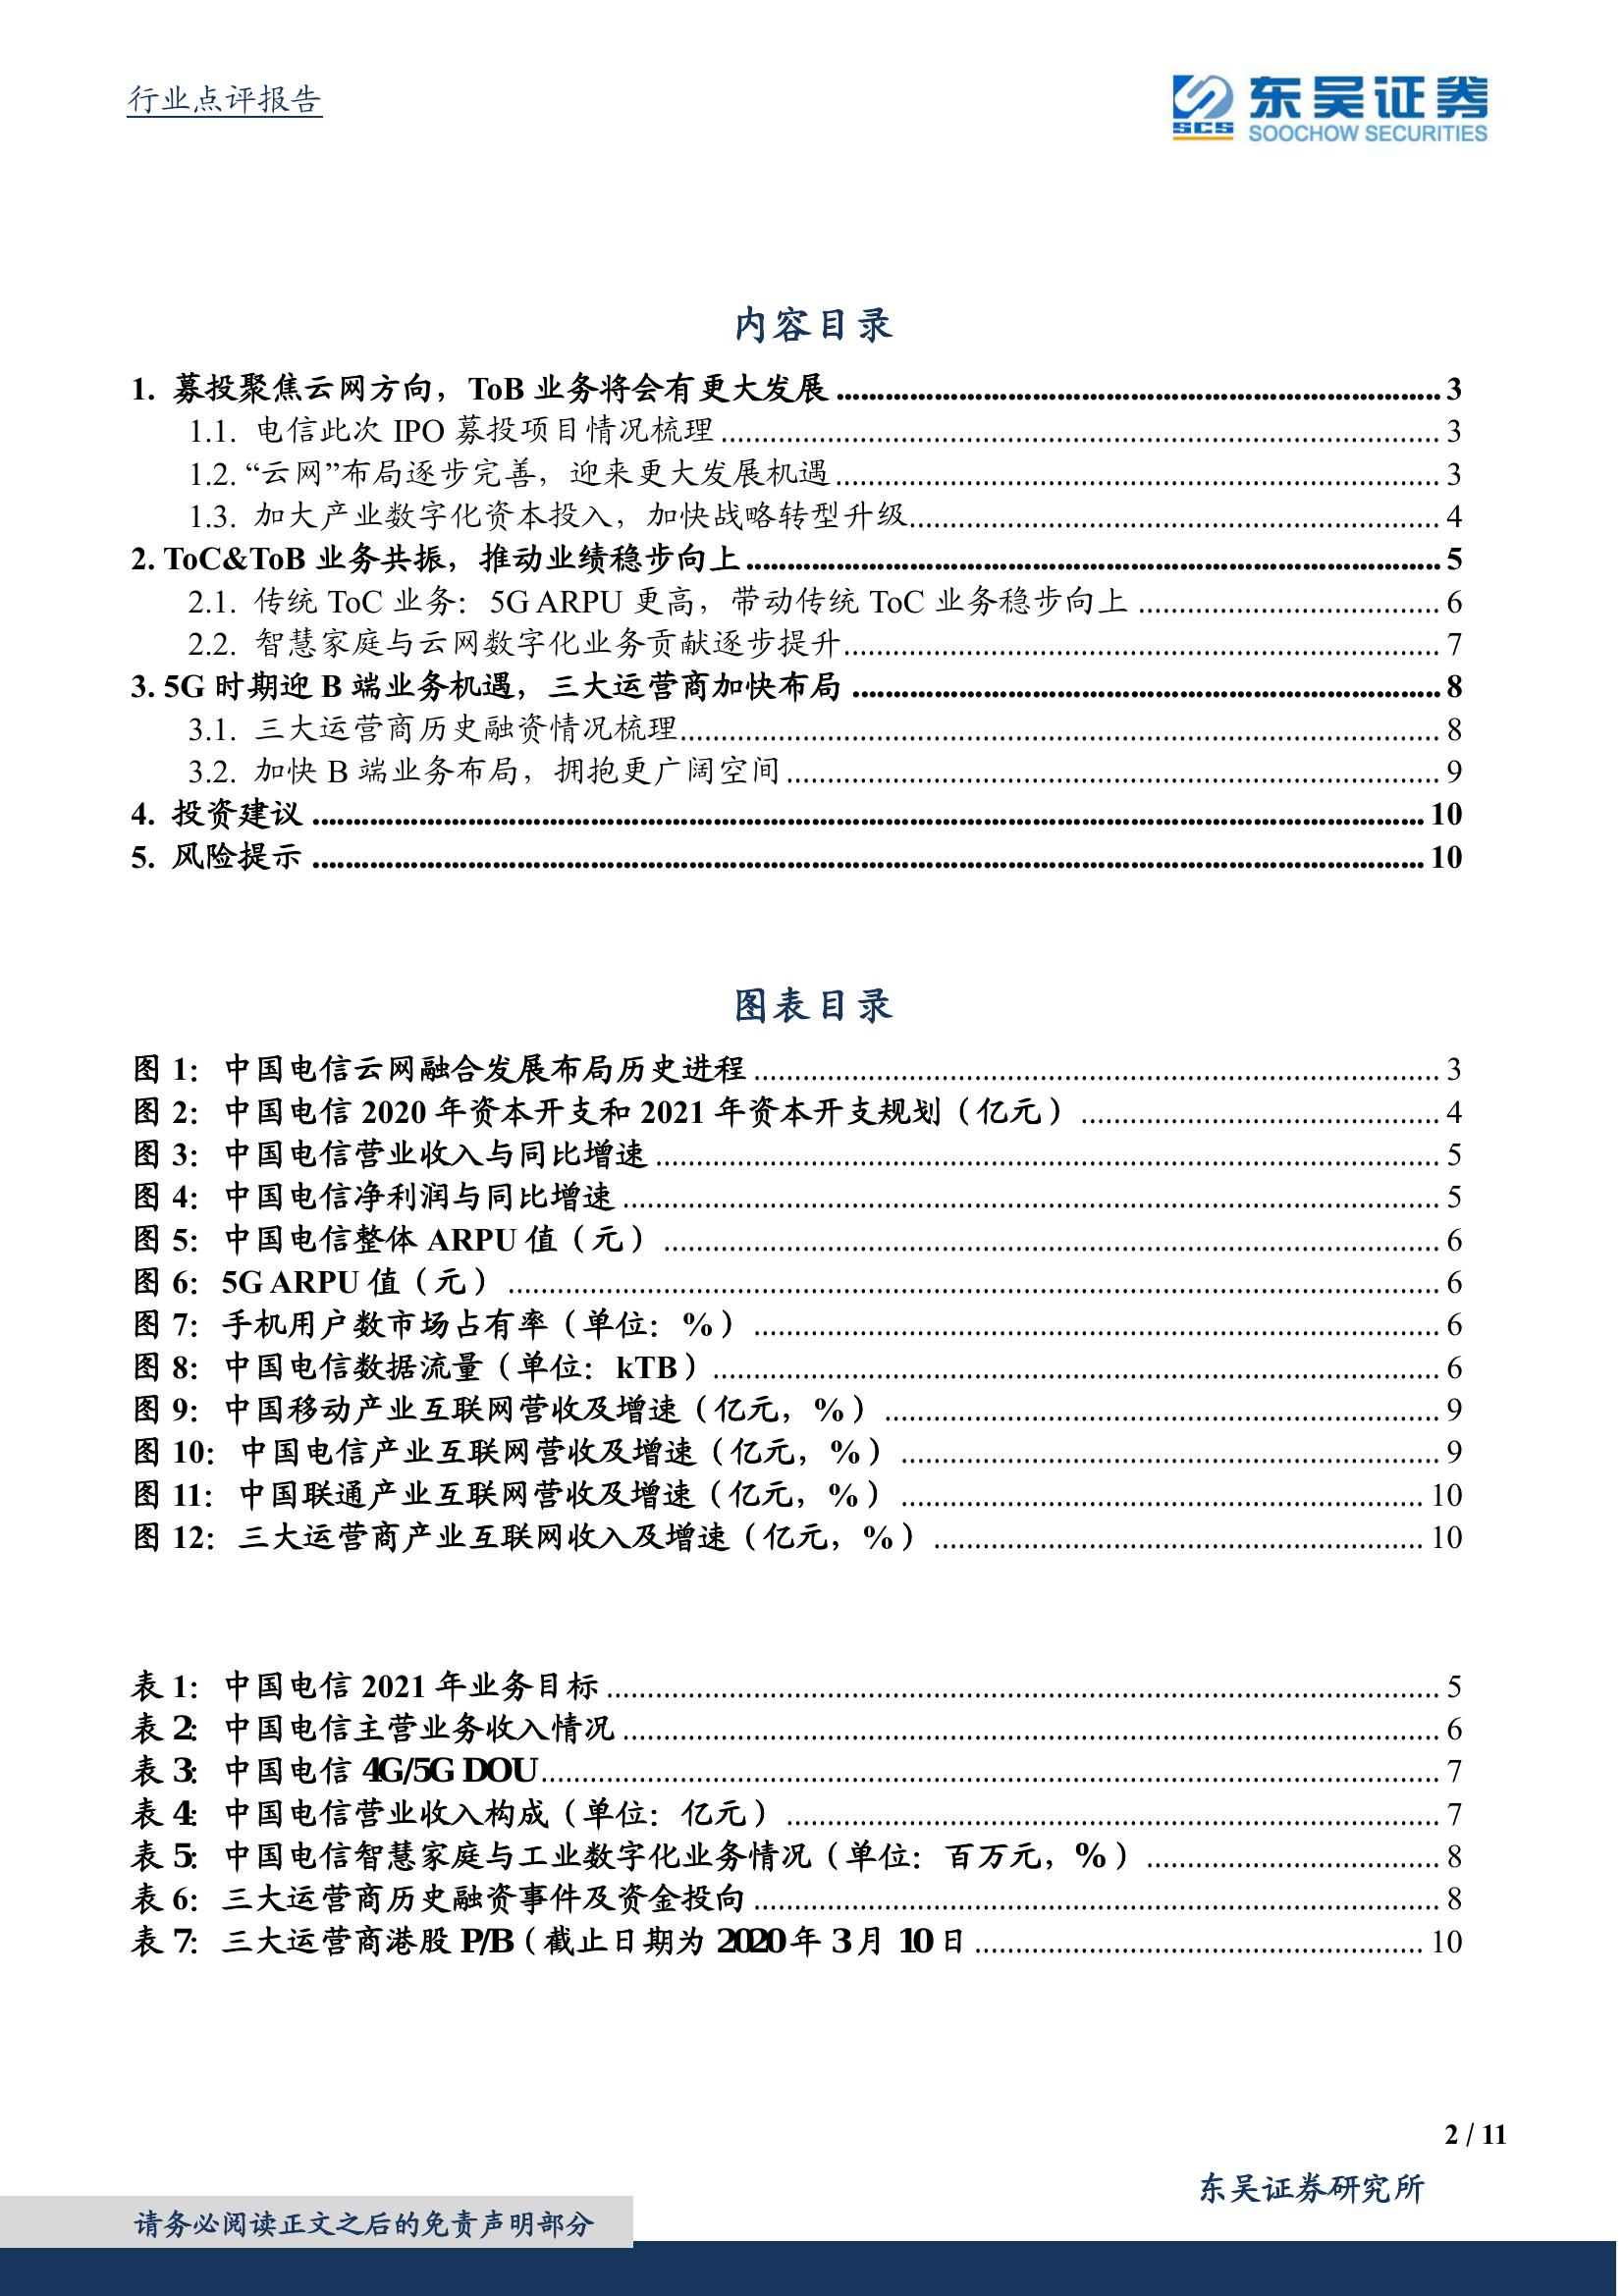 行业点评报告
东吴证券
SCS
SOOCHOW SECURITIES
内容目录
1. 募投聚焦云网方向，ToB 业务将会有更大发展 3
1.1. 电信此次 IPO 募投项目情况梳理 3
1.2. “云网”布局逐步完善，迎来更大发展机遇 3
1.3. 加大产业数字化资本投入，加快战略转型升级 4
2. ToC&ToB 业务共振，推动业绩稳步向上 5
2.1. 传统 ToC 业务：5G ARPU 更高，带动传统 ToC 业务稳步向上 6
2.2. 智慧家庭与云网数字化业务贡献逐步提升 7
3. 5G 时期迎 B 端业务机遇，三大运营商加快布局 8
3.1. 三大运营商历史融资情况梳理 8
3.2. 加快 B 端业务布局，拥抱更广阔空间 9
4. 投资建议 10
5. 风险提示 10
图表目录
图 1：中国电信云网融合发展布局历史进程 3
图 2：中国电信 2020 年资本开支和 2021 年资本开支规划（亿元） 4
图 3：中国电信营业收入与同比增速 5
图 4：中国电信净利润与同比增速 5
图 5：中国电信整体 ARPU 值（元） 6
图 6：5G ARPU 值（元） 6
图 7：手机用户数市场占有率（单位：%） 6
图 8：中国电信数据流量（单位：kTB） 6
图 9：中国移动产业互联网营收及增速（亿元，%） 9
图 10：中国电信产业互联网营收及增速（亿元，%） 9
图 11：中国联通产业互联网营收及增速（亿元，%） 10
图 12：三大运营商产业互联网收入及增速（亿元，%） 10
表 1：中国电信 2021 年业务目标 5
表 2：中国电信主营业务收入情况 6
表 3：中国电信 4G/5G DOU 7
表 4：中国电信营业收入构成（单位：亿元） 7
表 5：中国电信智慧家庭与工业数字化业务情况（单位：百万元，%） 8
表 6：三大运营商历史融资事件及资金投向 8
表 7：三大运营商港股 P/B（截止日期为 2020 年 3 月 10 日 10
2 / 11
东吴证券研究所
请务必阅读正文之后的免责声明部分